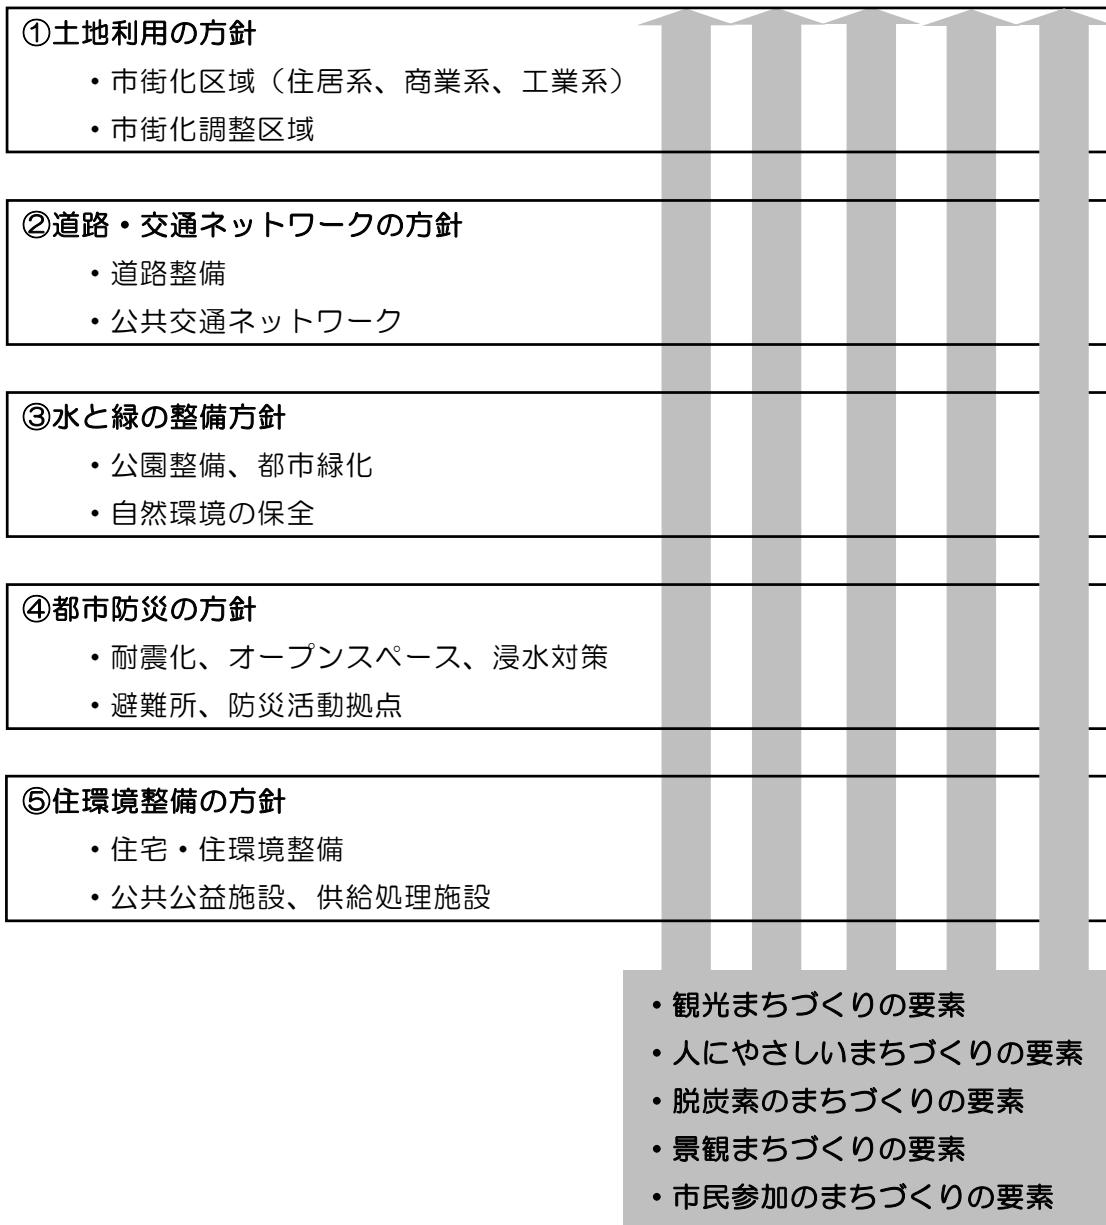 ①土地利用の方針
・市街化区域（住居系、商業系、工業系）
・市街化調整区域
②道路・交通ネットワークの方針
・道路整備
・公共交通ネットワーク
③水と緑の整備方針
・公園整備、都市緑化
・自然環境の保全
④都市防災の方針
・耐震化、オープンスペース、浸水対策
・避難所、防災活動拠点
⑤住環境整備の方針
・住宅・住環境整備
・公共公益施設、供給処理施設
・観光まちづくりの要素
・人にやさしいまちづくりの要素
・脱炭素のまちづくりの要素
・景観まちづくりの要素
・市民参加のまちづくりの要素